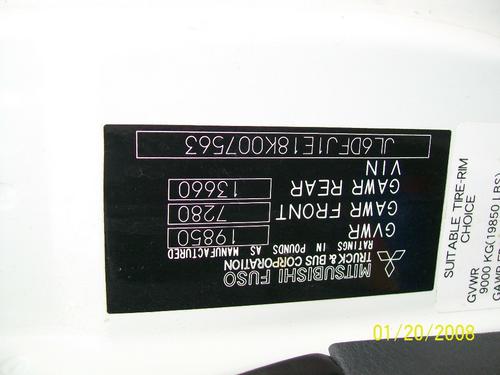 MITSUBISHI FUSO
TRUCK & BUS CORPORATION
RATINGS IN POUNDS AS MANUFACTURED
GVWR 19850
GAWR FRONT 7280
GAWR REAR 13660
VIN
JL6DFJ1E18K007563
SUITABLE TIRE-RIM
CHOICE
GVWR
9000 KG(19850 LBS)
01/20/2008